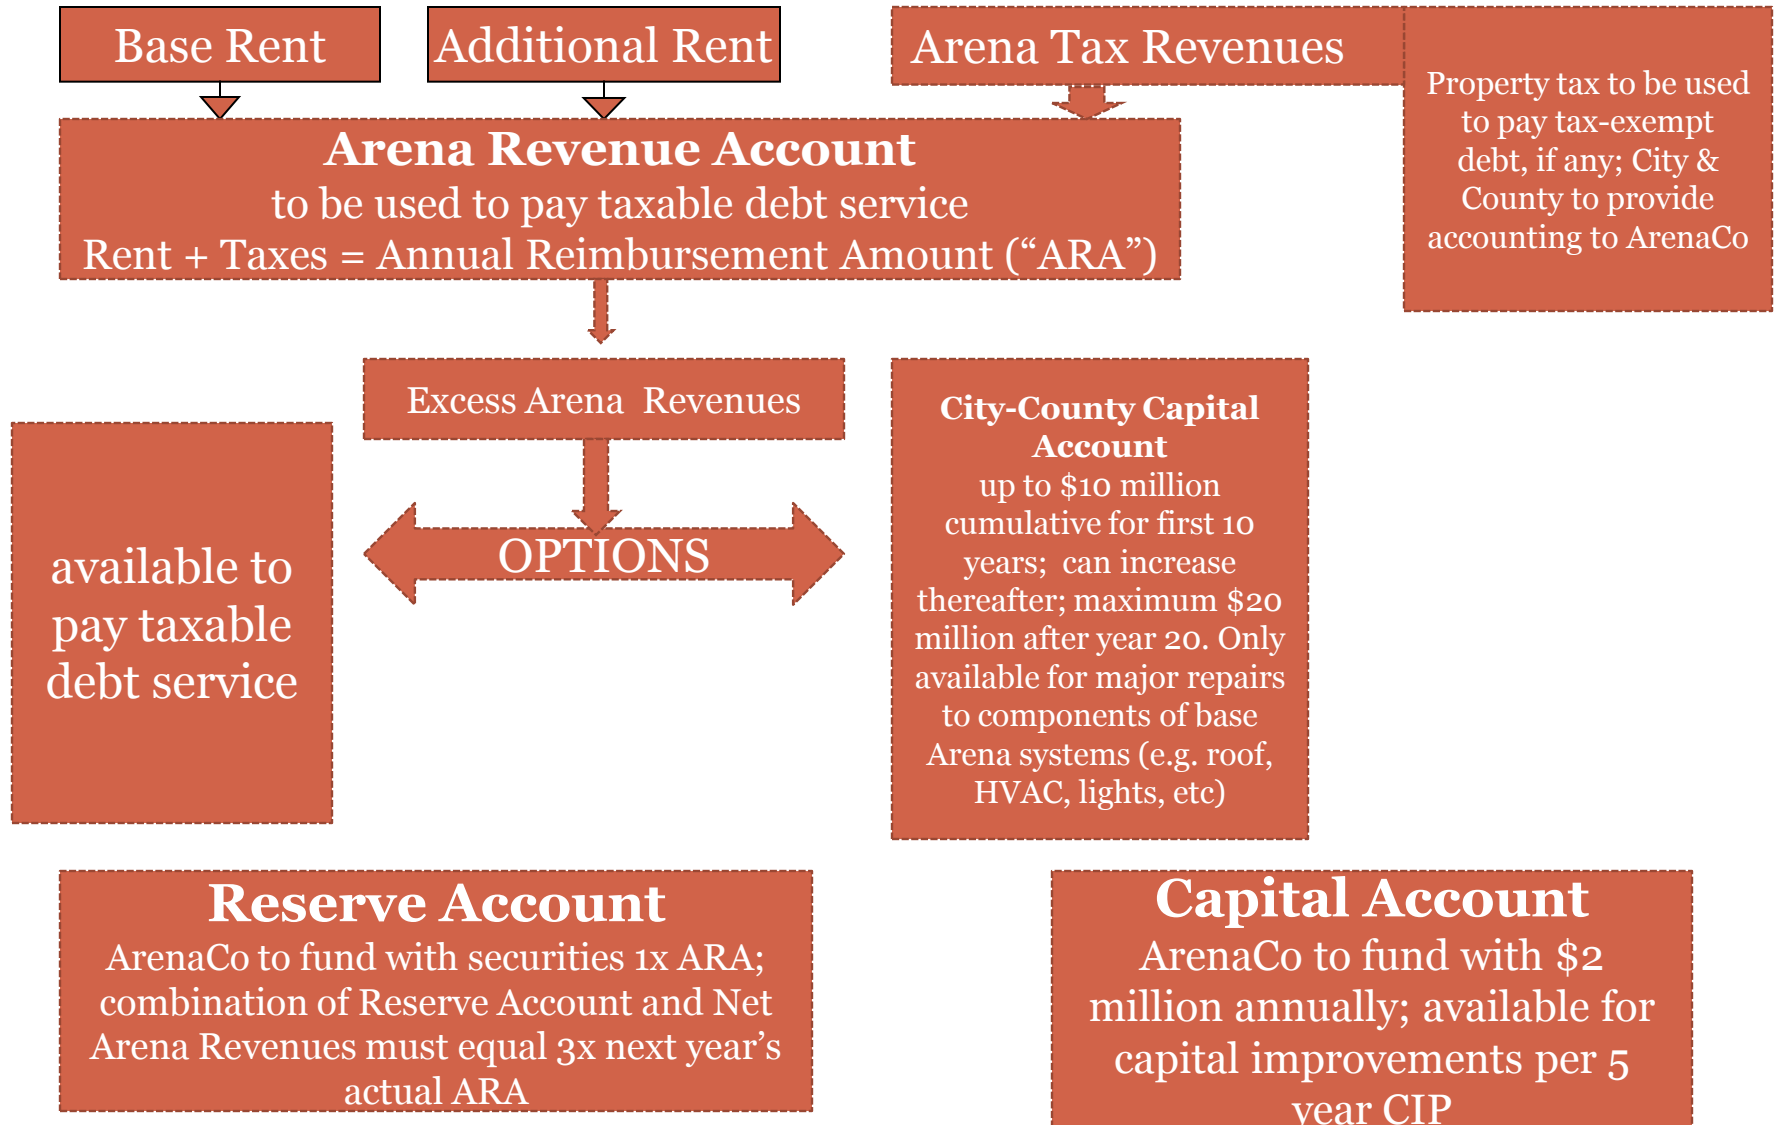 Base Rent
Additional Rent
Arena Tax Revenues
Property tax to be used
to pay tax-exempt
debt, if any; City &
County to provide
accounting to ArenaCo
Arena Revenue Account
to be used to pay taxable debt service
Rent + Taxes = Annual Reimbursement Amount (“ARA”)
Excess Arena  Revenues
OPTIONS
available to
pay taxable
debt service
City-County Capital
Account
up to $10 million
cumulative for first 10
years;  can increase
thereafter; maximum $20
million after year 20. Only
available for major repairs
to components of base
Arena systems (e.g. roof,
HVAC, lights, etc)
Reserve Account
ArenaCo to fund with securities 1x ARA;
combination of Reserve Account and Net
Arena Revenues must equal 3x next year’s
actual ARA
Capital Account
ArenaCo to fund with $2
million annually; available for
capital improvements per 5
year CIP